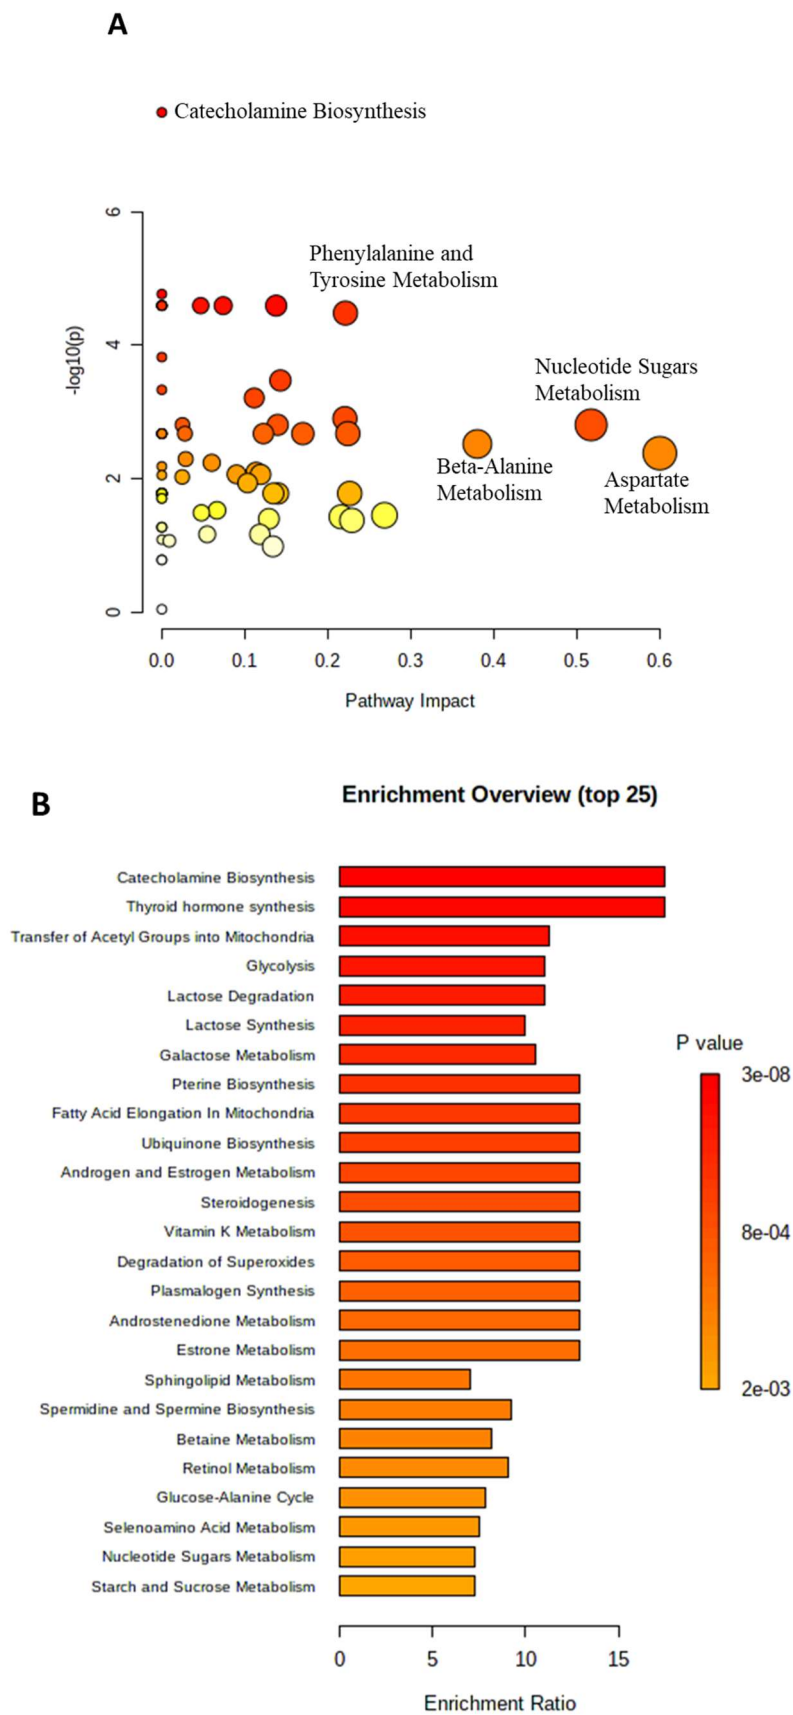 A
Catecholamine Biosynthesis
6
Phenylalanine and
Tyrosine Metabolism
4
-log10(p)
Nucleotide Sugars
Metabolism
Beta-Alanine
Metabolism
Aspartate
Metabolism
2
0
0.0 0.1 0.2 0.3 0.4 0.5 0.6
Pathway Impact
B
Enrichment Overview (top 25)
Catecholamine Biosynthesis
Thyroid hormone synthesis
Transfer of Acetyl Groups into Mitochondria
Glycolysis
Lactose Degradation
Lactose Synthesis
Galactose Metabolism
Pterine Biosynthesis
Fatty Acid Elongation In Mitochondria
Ubiquinone Biosynthesis
Androgen and Estrogen Metabolism
Steroidogenesis
Vitamin K Metabolism
Degradation of Superoxides
Plasmalogen Synthesis
Androstenedione Metabolism
Estrone Metabolism
Sphingolipid Metabolism
Spermidine and Spermine Biosynthesis
Betaine Metabolism
Retinol Metabolism
Glucose-Alanine Cycle
Selenoamino Acid Metabolism
Nucleotide Sugars Metabolism
Starch and Sucrose Metabolism
P value
3e-08
8e-04
2e-03
0 5 10 15
Enrichment Ratio